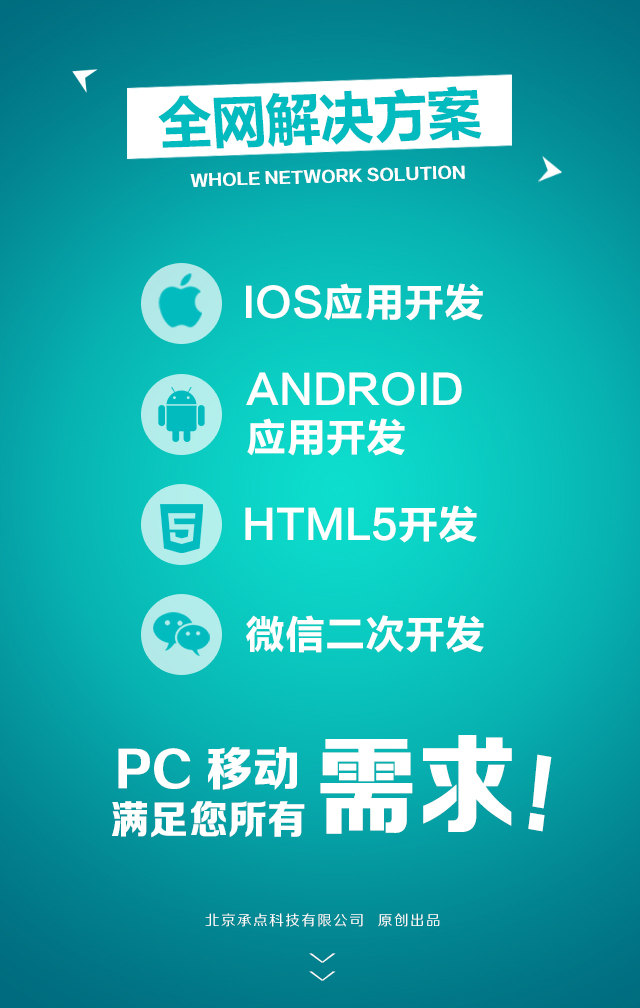 全网解决方案
WHOLE NETWORK SOLUTION
IOS应用开发
ANDROID
应用开发
HTML5开发
微信二次开发
PC 移动
满足您所有
需求!
北京承点科技有限公司 原创出品